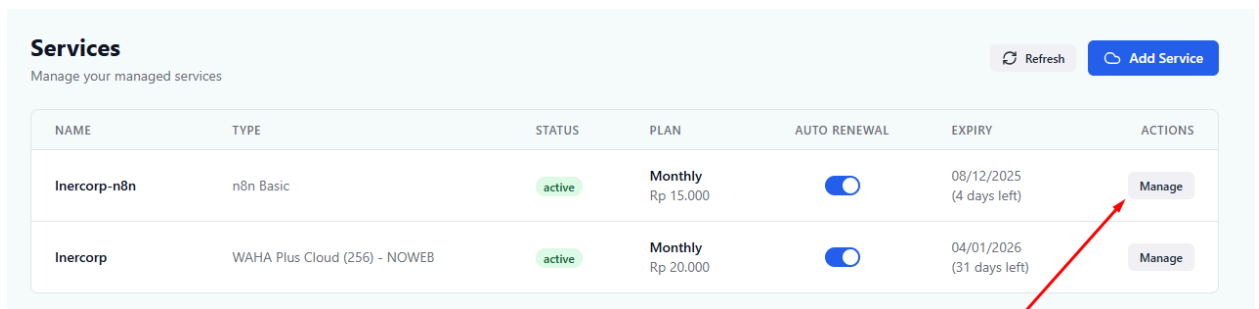 Services
Manage your managed services
Refresh
Add Service
NAME TYPE STATUS PLAN AUTO RENEWAL EXPIRY ACTIONS
Inercorp-n8n n8n Basic active Monthly Rp 15.000 08/12/2025 (4 days left) Manage
Inercorp WAHA Plus Cloud (256) - NOWEB active Monthly Rp 20.000 04/01/2026 (31 days left) Manage